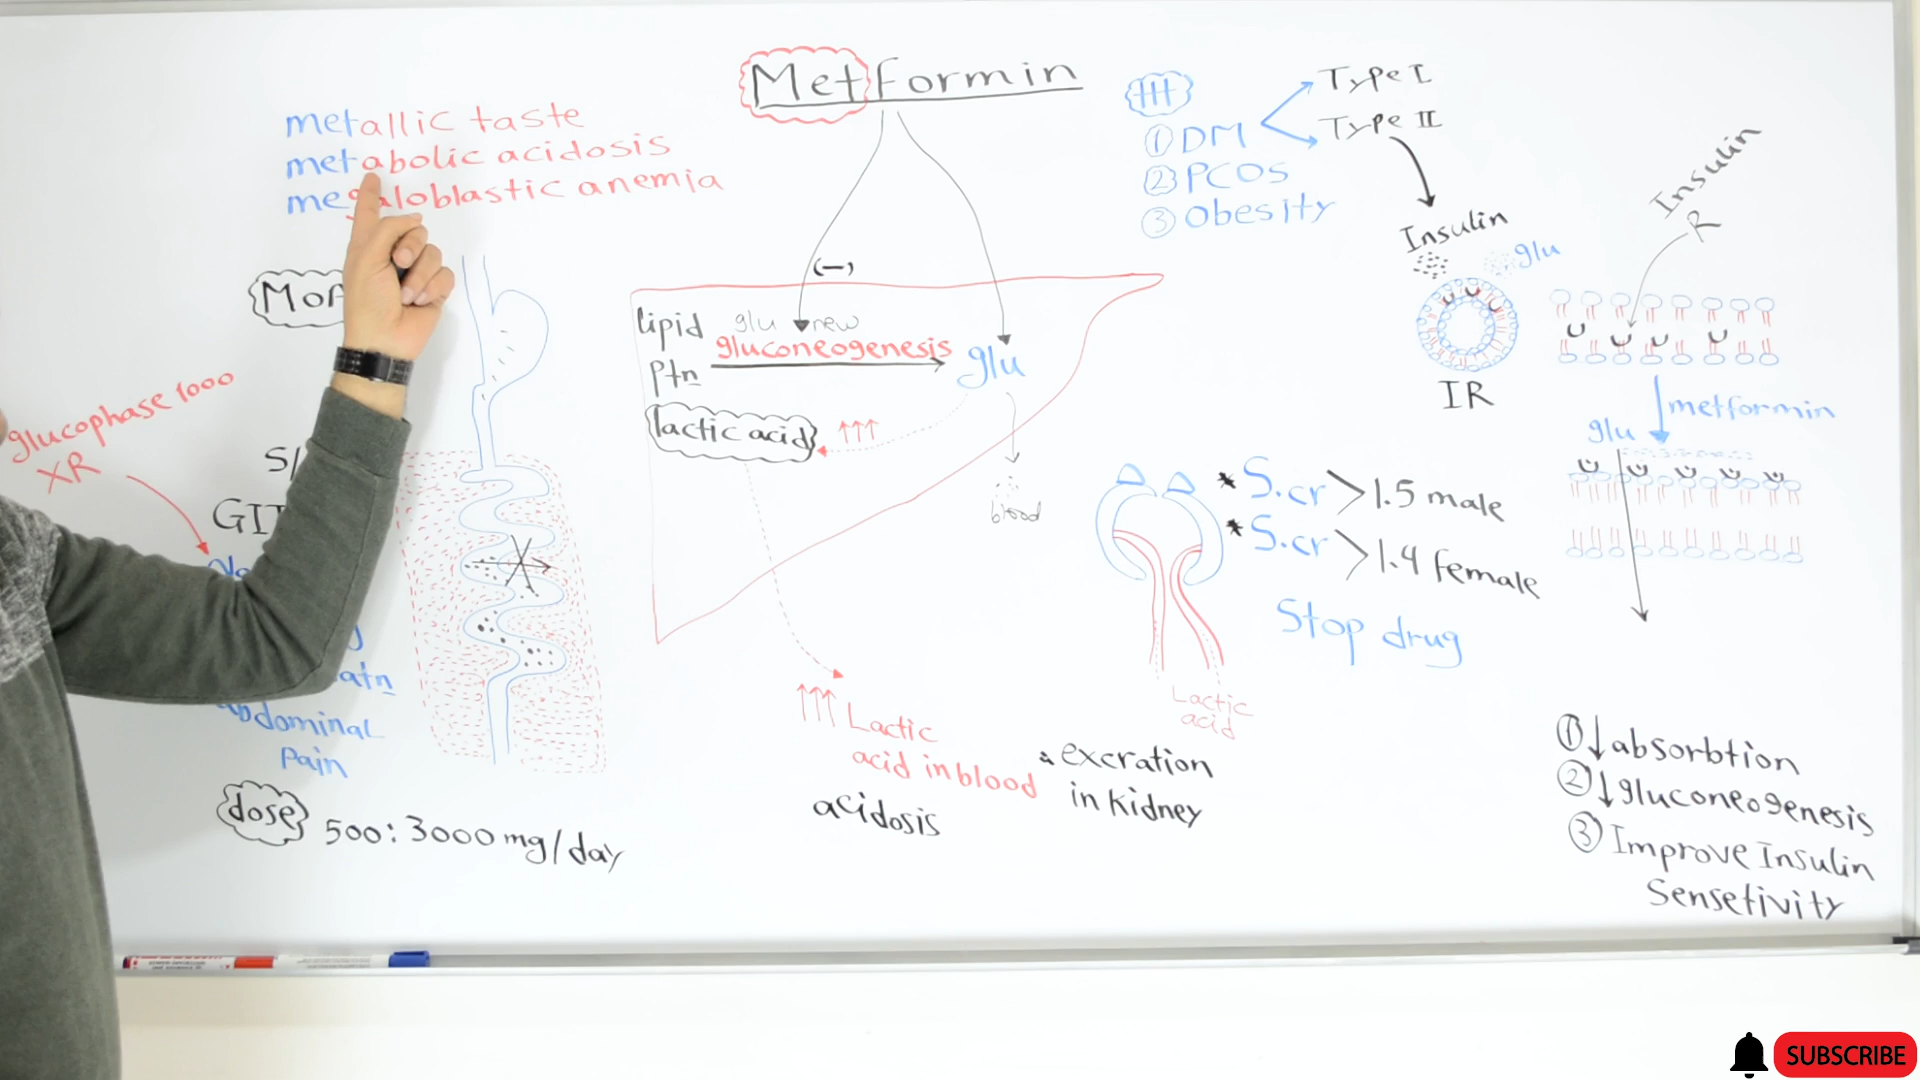 Metformin
metallic taste
metabolic acidosis
megaloblastic anemia
glucophase 1000
XR
GIT
abdominal
pain
dose
500:3000 mg/day
(-)
lipid
glu new
gluconeogenesis
ptn
glu
lactic acid
↑↑↑
blood
↑↑↑ Lactic
acid in blood
acidosis
& excration
in kidney
Lactic
acid
* S.cr > 1.5 male
* S.cr > 1.4 female
Stop drug
① DM
Type I
Type II
② PCOS
③ obesity
Insulin
glu
IR
Insulin
R
metformin
glu
① ↓ absorbtion
② ↓ gluconeogenesis
③ Improve Insulin
Sensetivity
SUBSCRIBE